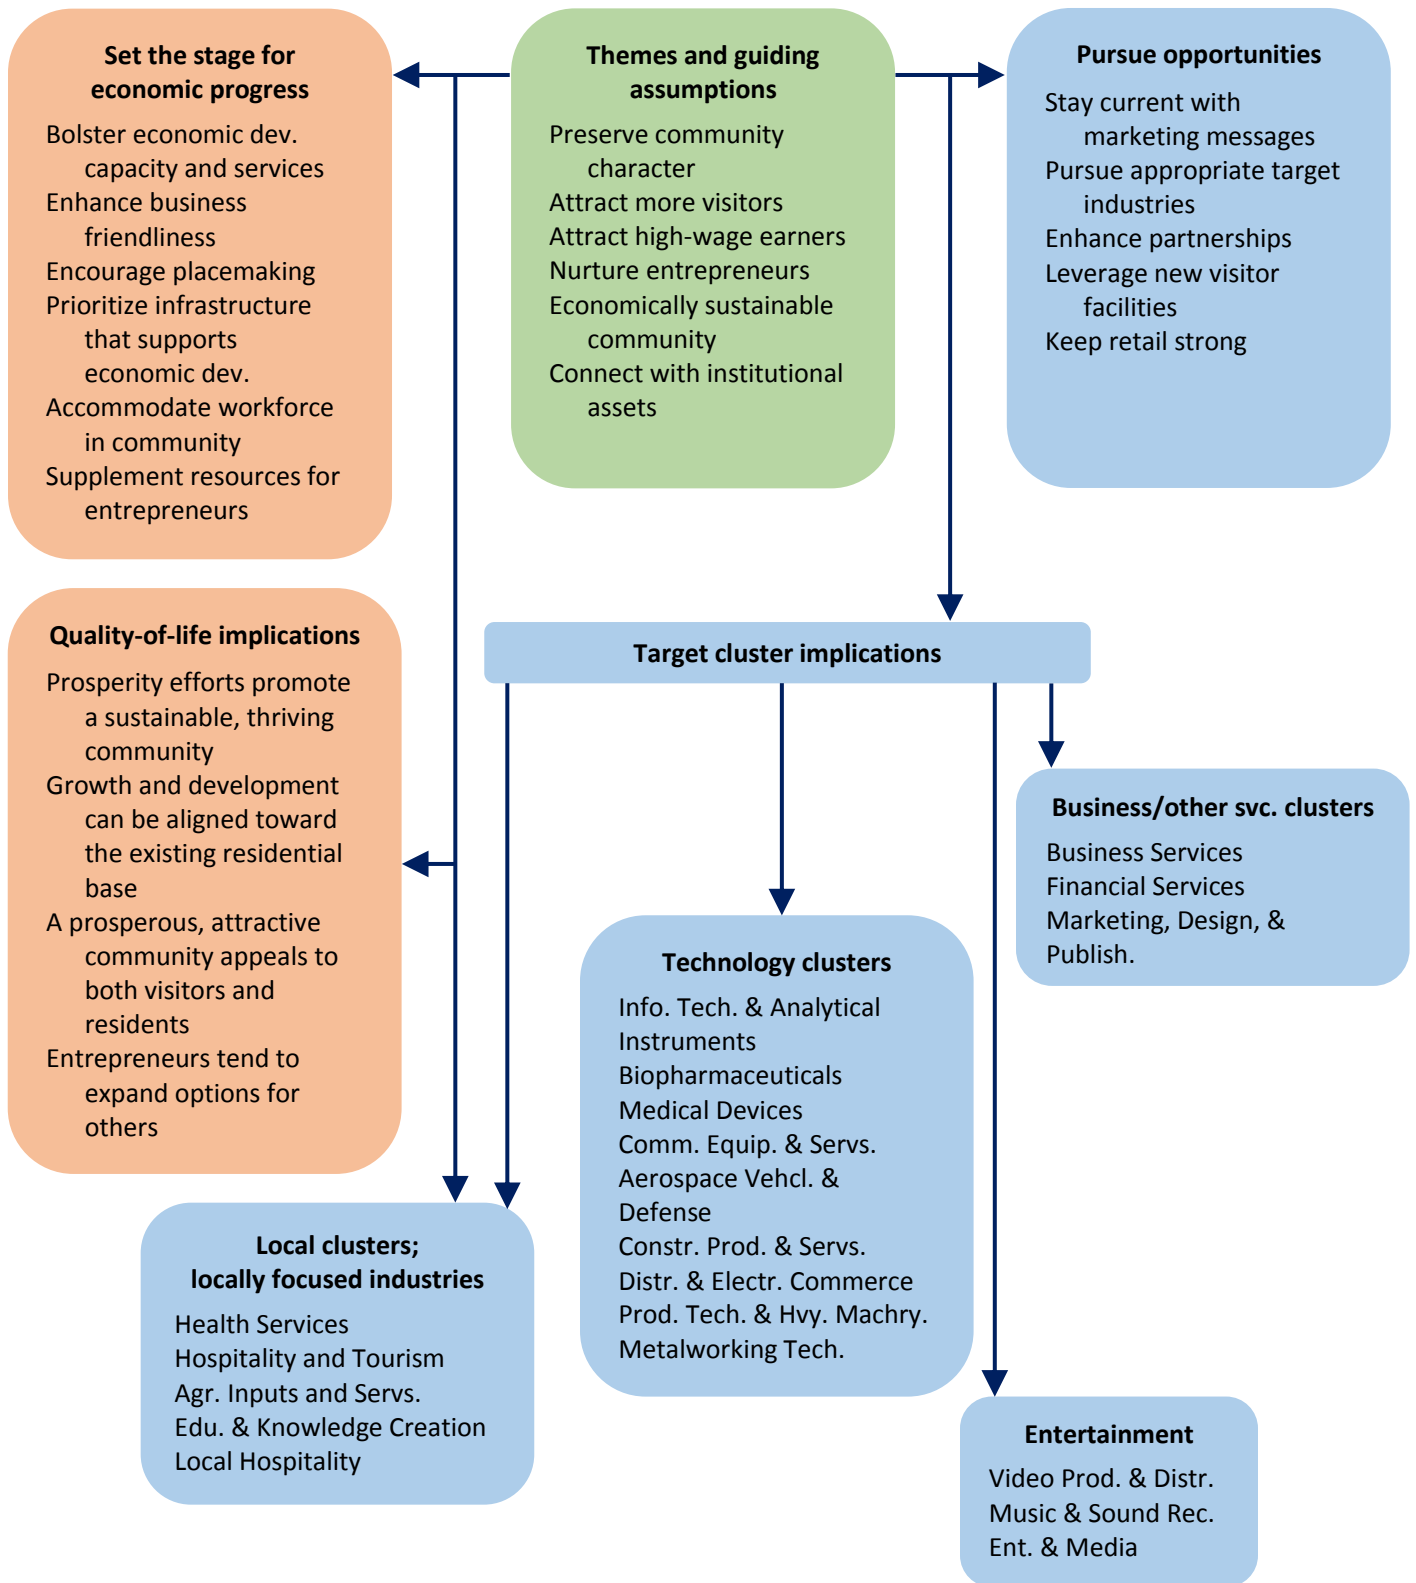 Set the stage for
economic progress
Bolster economic dev.
capacity and services
Enhance business
friendliness
Encourage placemaking
Prioritize infrastructure
that supports
economic dev.
Accommodate workforce
in community
Supplement resources for
entrepreneurs
Themes and guiding
assumptions
Preserve community
character
Attract more visitors
Attract high-wage earners
Nurture entrepreneurs
Economically sustainable
community
Connect with institutional
assets
Pursue opportunities
Stay current with
marketing messages
Pursue appropriate target
industries
Enhance partnerships
Leverage new visitor
facilities
Keep retail strong
Quality-of-life implications
Prosperity efforts promote
a sustainable, thriving
community
Growth and development
can be aligned toward
the existing residential
base
A prosperous, attractive
community appeals to
both visitors and
residents
Entrepreneurs tend to
expand options for
others
Target cluster implications
Business/other svc. clusters
Business Services
Financial Services
Marketing, Design, &
Publish.
Technology clusters
Info. Tech. & Analytical
Instruments
Biopharmaceuticals
Medical Devices
Comm. Equip. & Servs.
Aerospace Vehcl. &
Defense
Constr. Prod. & Servs.
Distr. & Electr. Commerce
Prod. Tech. & Hvy. Machry.
Metalworking Tech.
Local clusters;
locally focused industries
Health Services
Hospitality and Tourism
Agr. Inputs and Servs.
Edu. & Knowledge Creation
Local Hospitality
Entertainment
Video Prod. & Distr.
Music & Sound Rec.
Ent. & Media